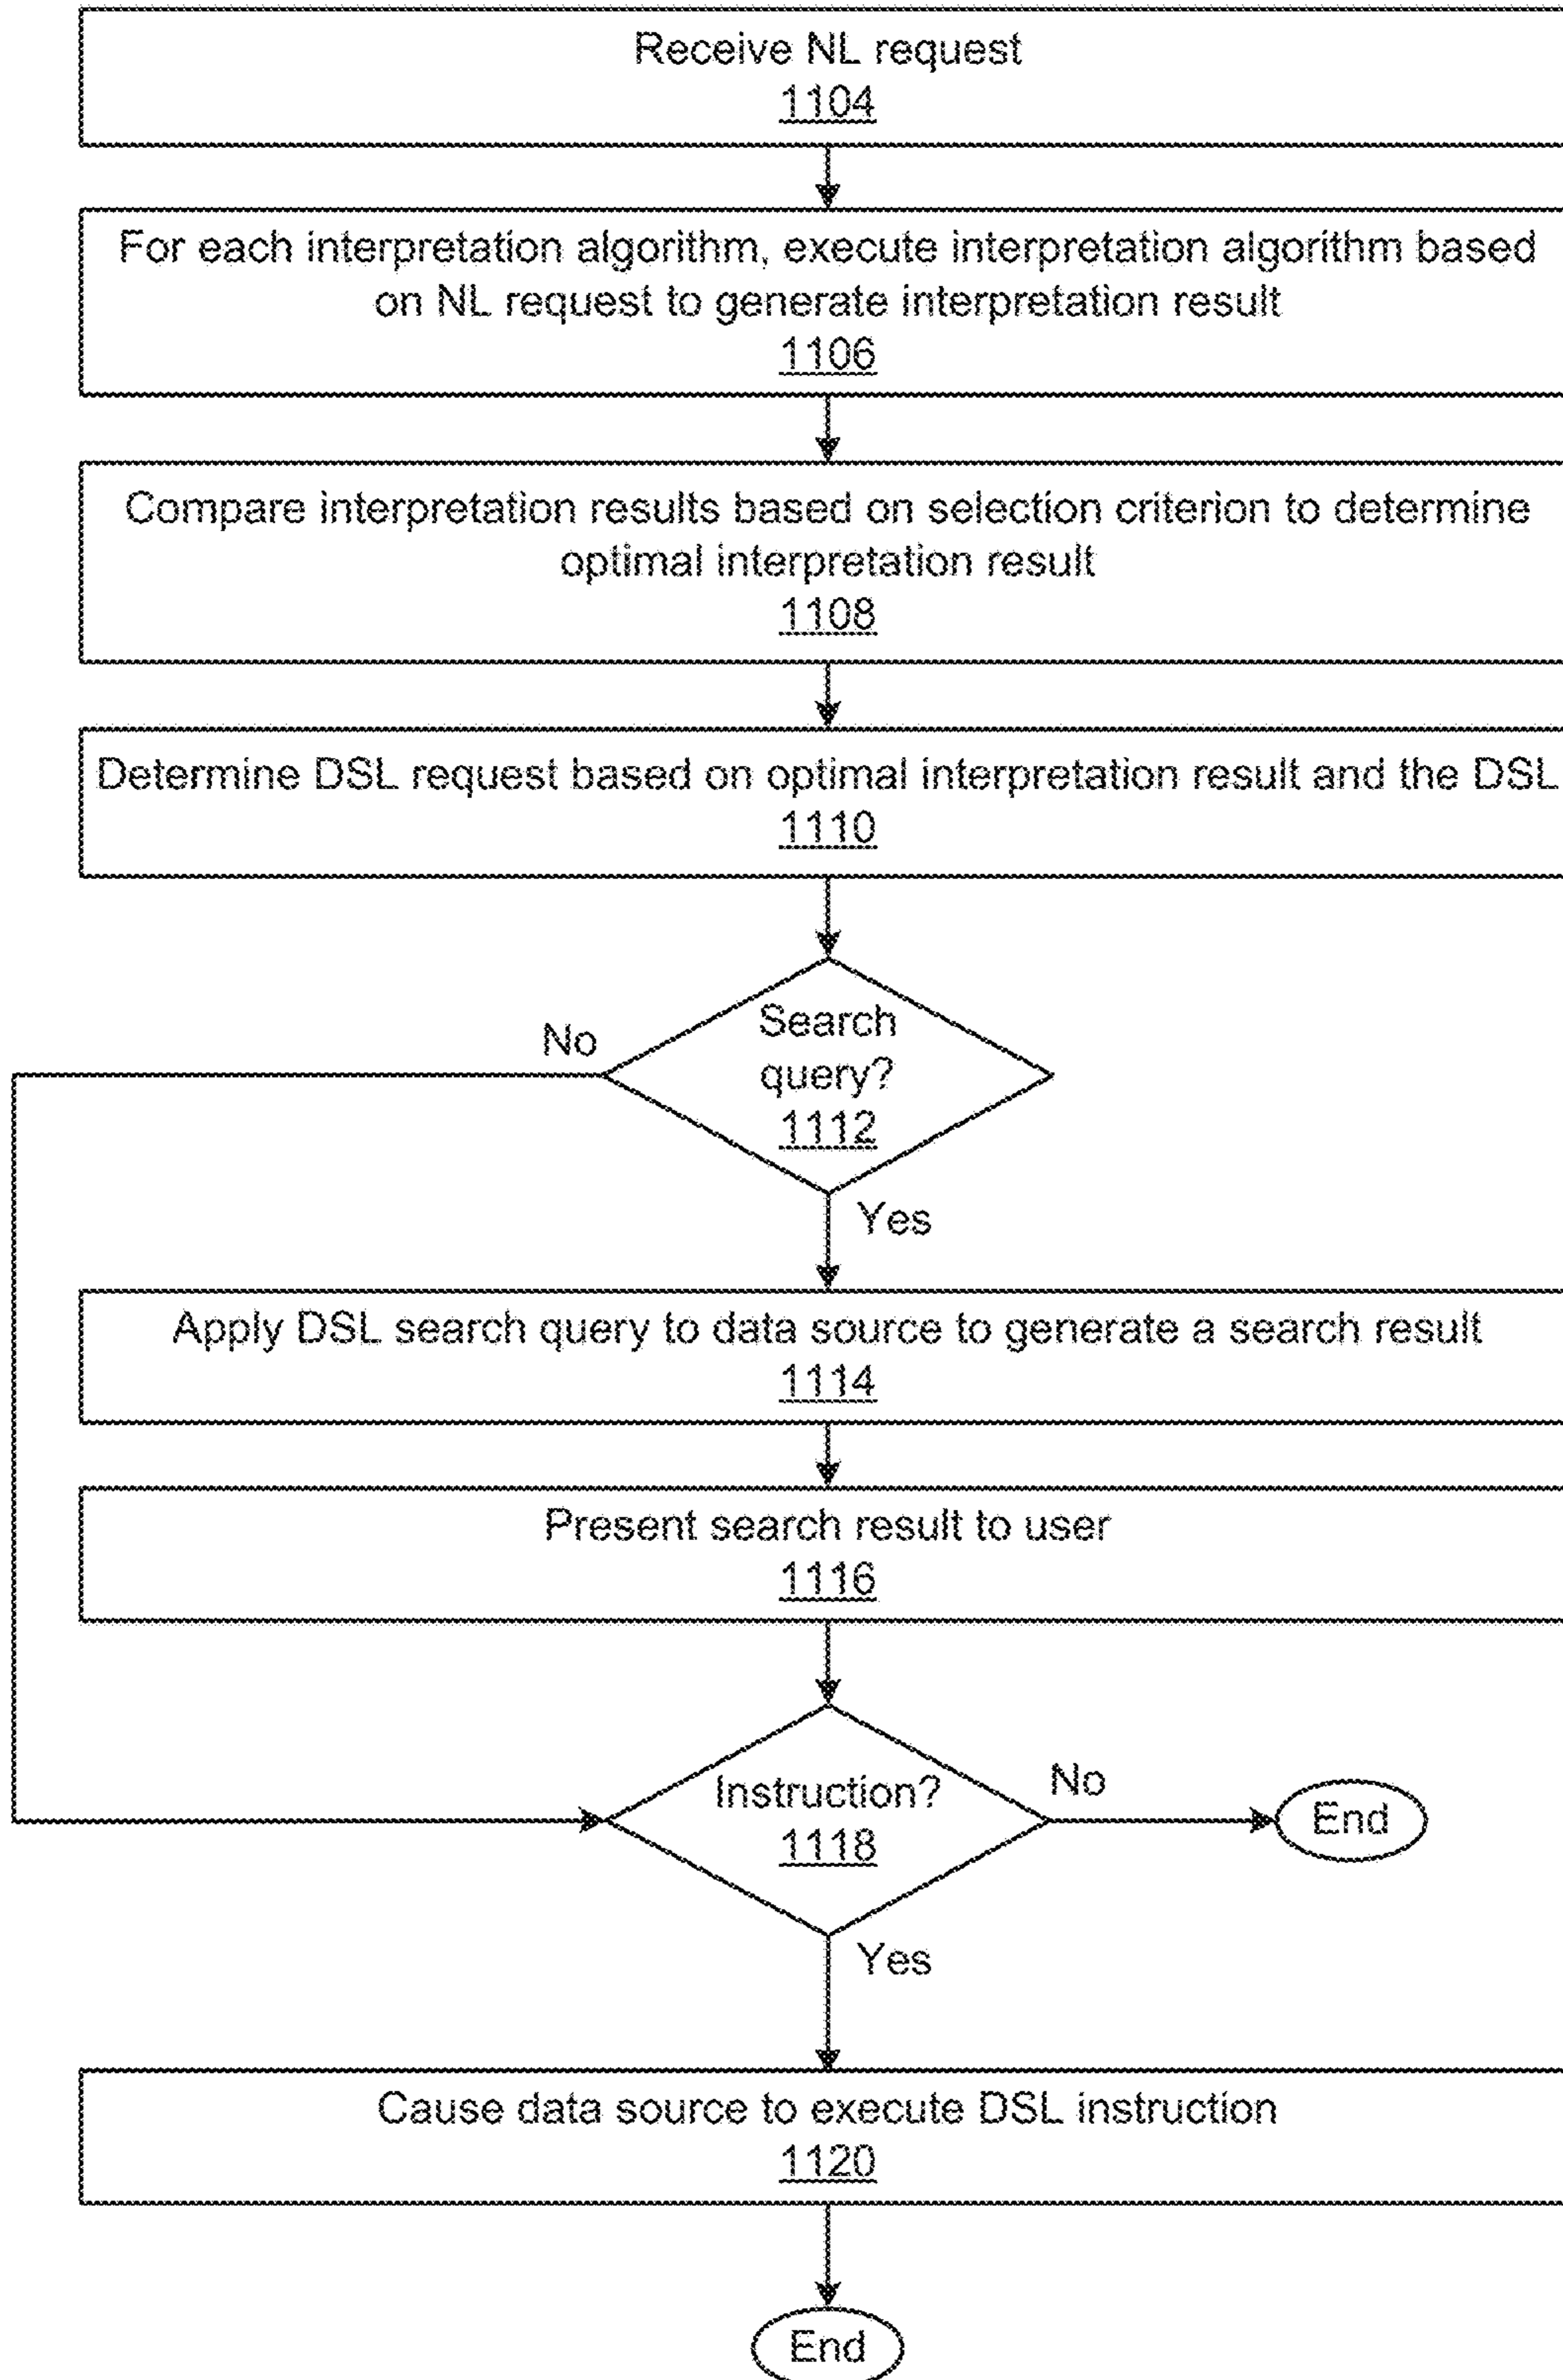 Receive NL request
1104
For each interpretation algorithm, execute interpretation algorithm based
on NL request to generate interpretation result
1106
Compare interpretation results based on selection criterion to determine
optimal interpretation result
1108
Determine DSL request based on optimal interpretation result and the DSL
1110
No
Search
query?
1112
Yes
Apply DSL search query to data source to generate a search result
1114
Present search result to user
1116
Instruction?
1118
No
End
Yes
Cause data source to execute DSL instruction
1120
End